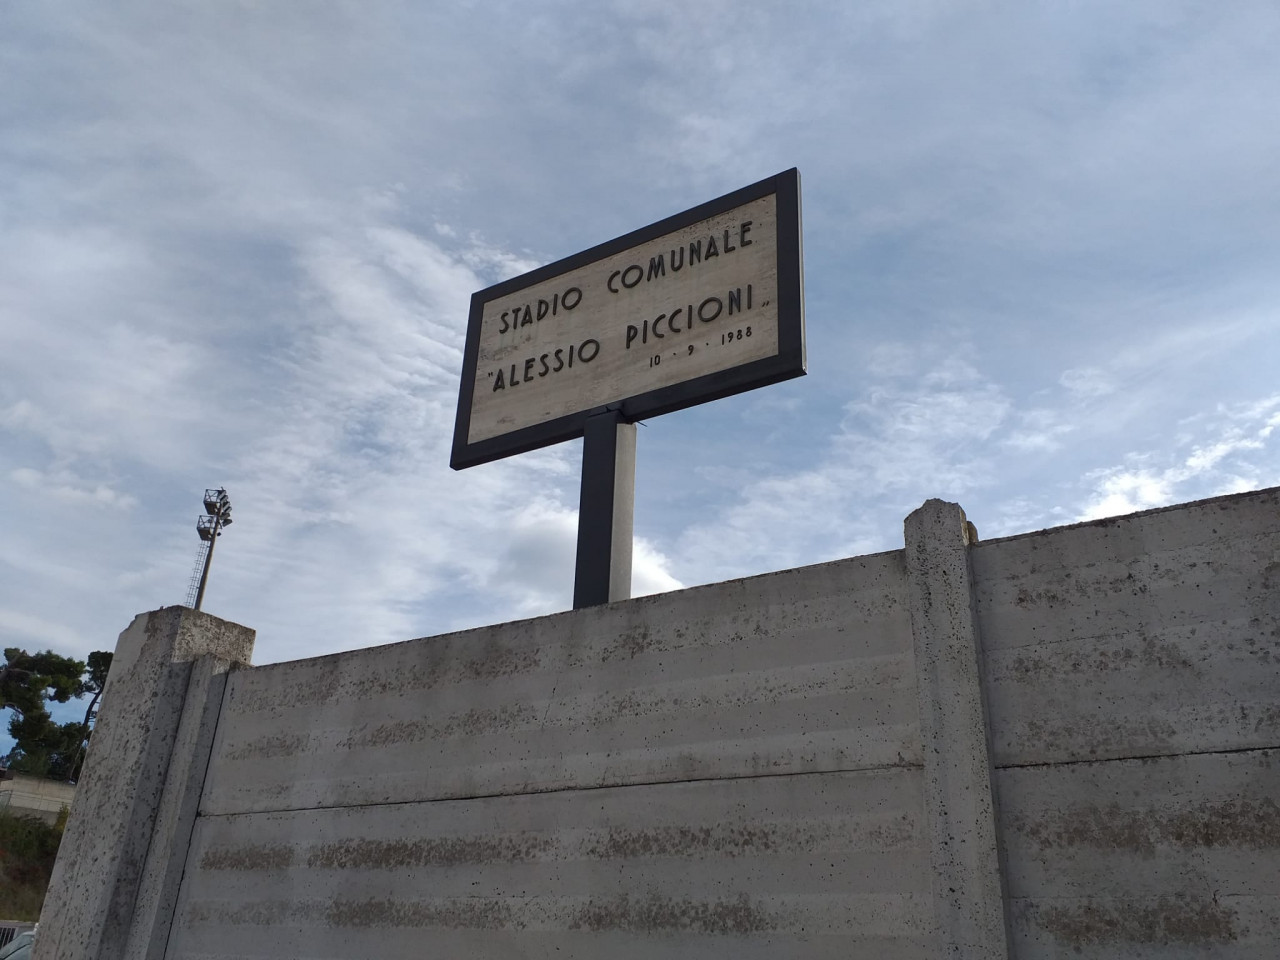 STADIO COMUNALE
"ALESSIO PICCIONI„
10 · 9 · 1988